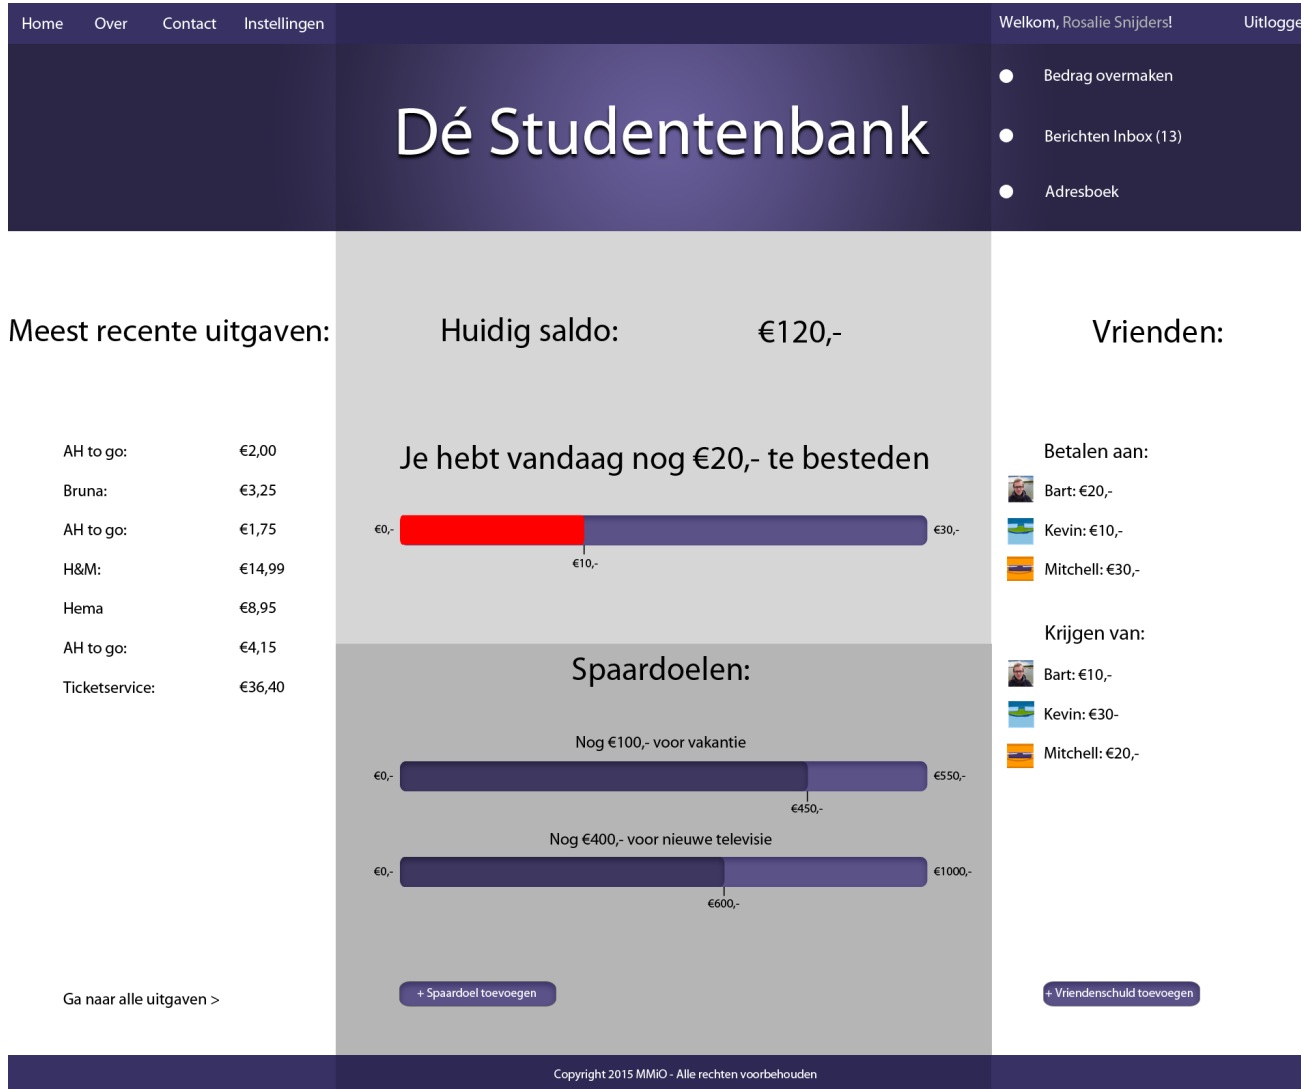 Home Over Contact Instellingen Welkom, Rosalie Snijders! Uitlogge
Dé Studentenbank
Bedrag overmaken
Berichten Inbox (13)
Adresboek
Meest recente uitgaven:
AH to go: €2,00
Bruna: €3,25
AH to go: €1,75
H&M: €14,99
Hema €8,95
AH to go: €4,15
Ticketservice: €36,40
Ga naar alle uitgaven >
Huidig saldo: €120,-
Je hebt vandaag nog €20,- te besteden
€0,- €30,-
€10,-
Spaardoelen:
Nog €100,- voor vakantie
€0,- €550,-
€450,-
Nog €400,- voor nieuwe televisie
€0,- €1000,-
€600,-
+ Spaardoel toevoegen
Vrienden:
Betalen aan:
Bart: €20,-
Kevin: €10,-
Mitchell: €30,-
Krijgen van:
Bart: €10,-
Kevin: €30-
Mitchell: €20,-
+ Vriendenschuld toevoegen
Copyright 2015 MMiO - Alle rechten voorbehouden